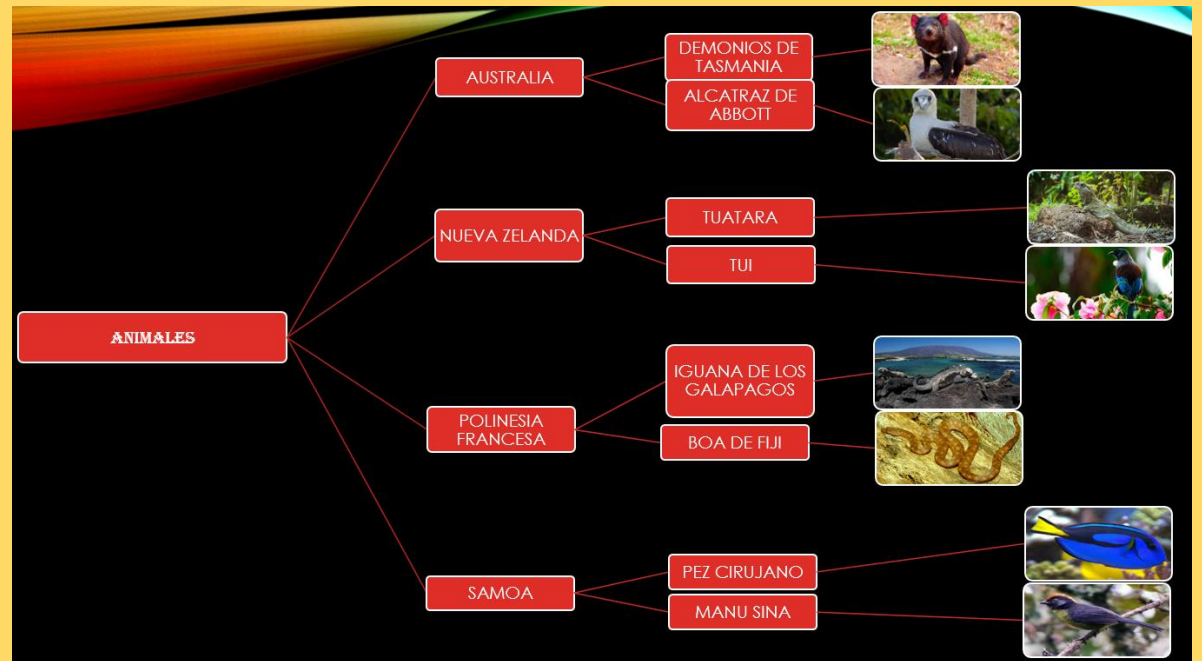 ANIMALES
AUSTRALIA
DEMONIOS DE
TASMANIA
ALCATRAZ DE
ABBOTT
NUEVA ZELANDA
TUATARA
TUI
POLINESIA
FRANCESA
IGUANA DE LOS
GALAPAGOS
BOA DE FIJI
SAMOA
PEZ CIRUJANO
MANU SINA